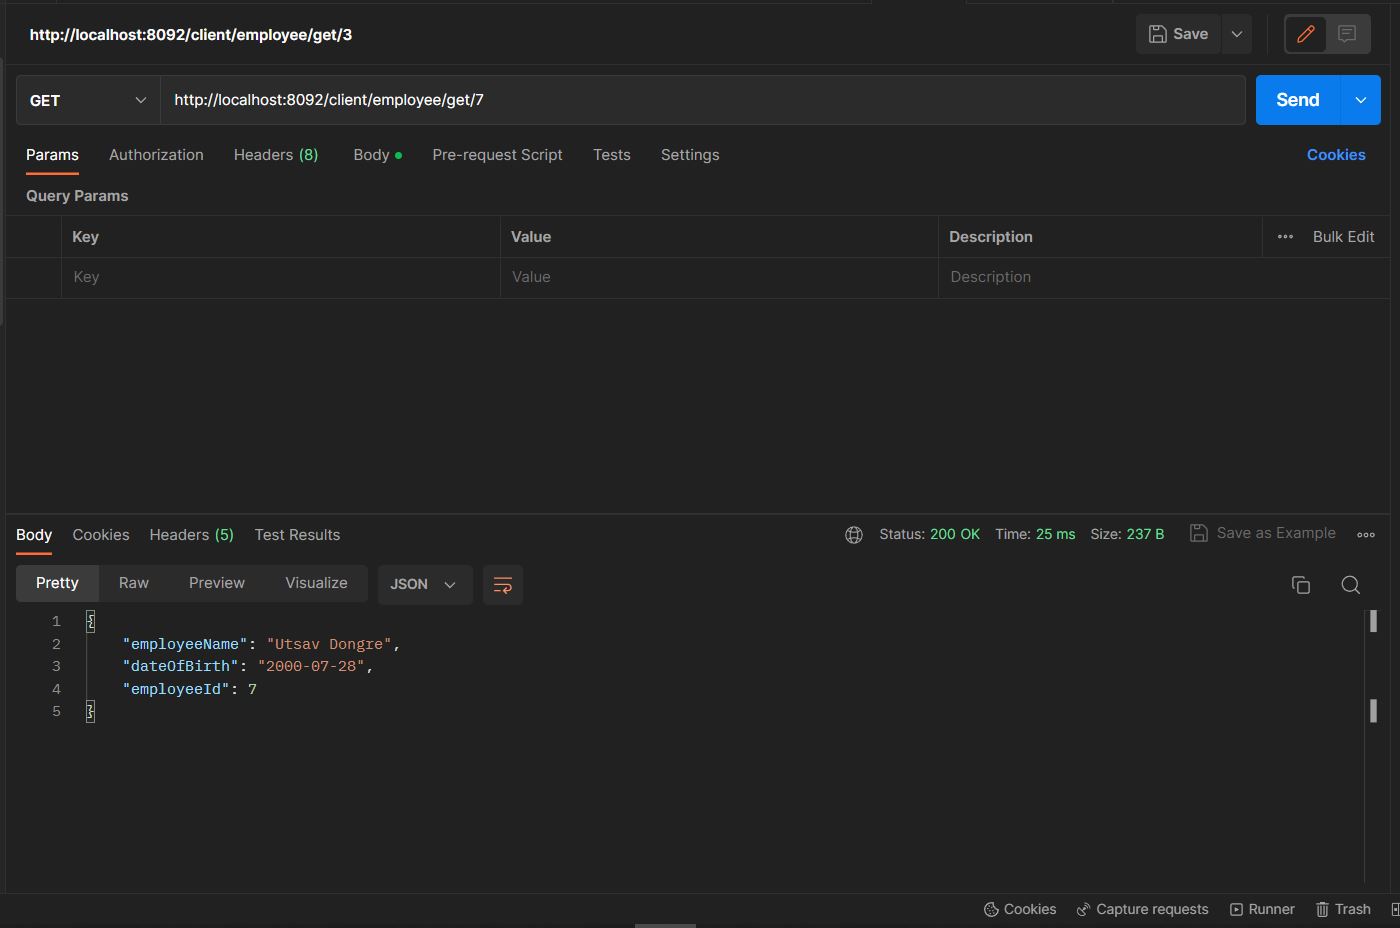 http://localhost:8092/client/employee/get/3
Save
GET
http://localhost:8092/client/employee/get/7
Send
Params Authorization Headers (8) Body Pre-request Script Tests Settings Cookies
Query Params
Key Value Description Bulk Edit
Key Value Description
Body Cookies Headers (5) Test Results Status: 200 OK Time: 25 ms Size: 237 B Save as Example
Pretty Raw Preview Visualize JSON
1 {
2 "employeeName": "Utsav Dongre",
3 "dateOfBirth": "2000-07-28",
4 "employeeId": 7
5 }
Cookies Capture requests Runner Trash